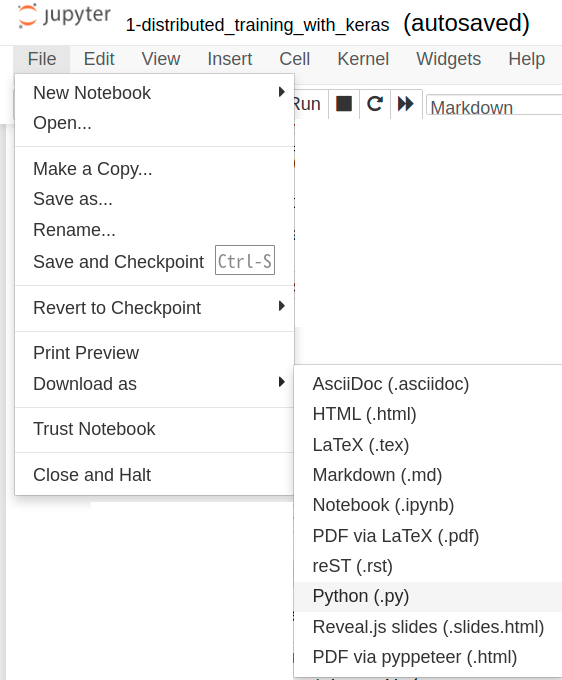 jupyter 1-distributed_training_with_keras (autosaved)
File Edit View Insert Cell Kernel Widgets Help
New Notebook
Run
Markdown
Open...
Make a Copy...
Save as...
Rename...
Save and Checkpoint Ctrl-S
Revert to Checkpoint
Print Preview
Download as
AsciiDoc (.asciidoc)
HTML (.html)
LaTeX (.tex)
Markdown (.md)
Notebook (.ipynb)
PDF via LaTeX (.pdf)
reST (.rst)
Python (.py)
Reveal.js slides (.slides.html)
PDF via pyppeteer (.html)
Trust Notebook
Close and Halt